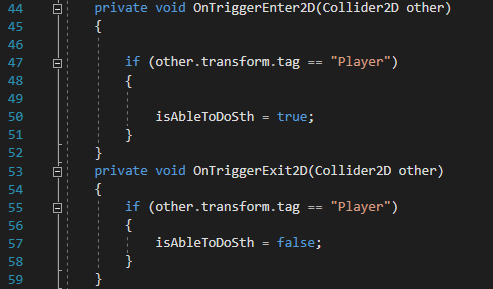 44 private void OnTriggerEnter2D(Collider2D other)
45 {
46
47 if (other.transform.tag == "Player")
48 {
49
50 isAbleToDoSth = true;
51 }
52 }
53 private void OnTriggerExit2D(Collider2D other)
54 {
55 if (other.transform.tag == "Player")
56 {
57 isAbleToDoSth = false;
58 }
59 }